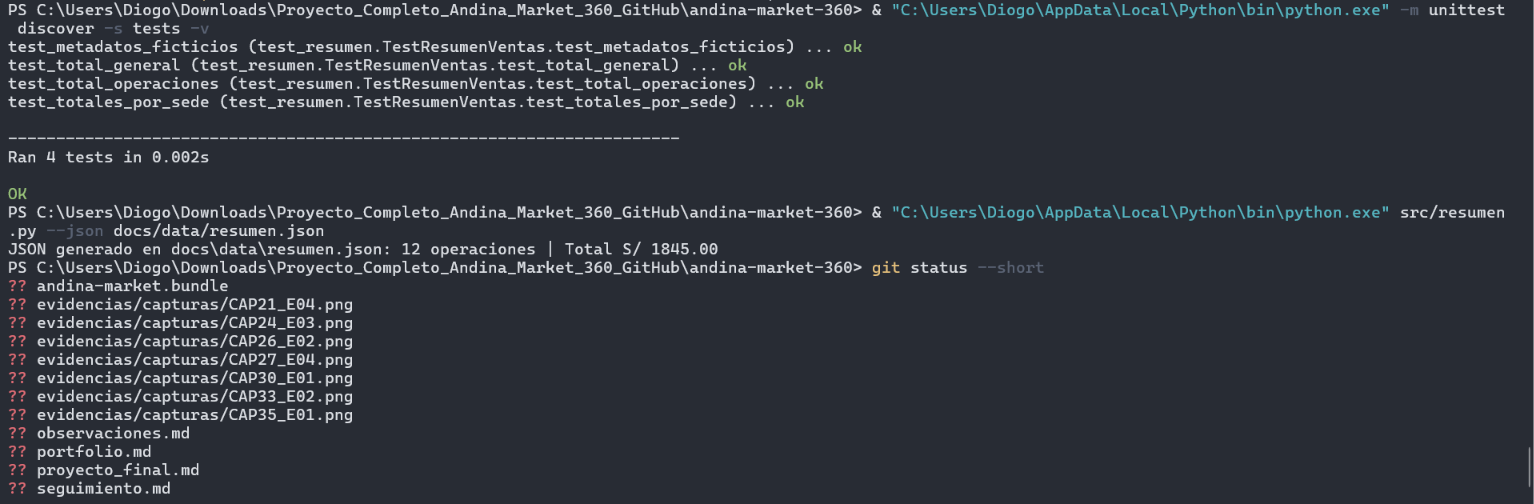 PS C:\Users\Diogo\Downloads\Proyecto_Completo_Andina_Market_360_GitHub\andina-market-360> & "C:\Users\Diogo\AppData\Local\Python\bin\python.exe" -m unittest
discover -s tests -v
test_metadatos_ficticios (test_resumen.TestResumenVentas.test_metadatos_ficticios) ... ok
test_total_general (test_resumen.TestResumenVentas.test_total_general) ... ok
test_total_operaciones (test_resumen.TestResumenVentas.test_total_operaciones) ... ok
test_totales_por_sede (test_resumen.TestResumenVentas.test_totales_por_sede) ... ok
----------------------------------------------------------------------
Ran 4 tests in 0.002s
OK
PS C:\Users\Diogo\Downloads\Proyecto_Completo_Andina_Market_360_GitHub\andina-market-360> & "C:\Users\Diogo\AppData\Local\Python\bin\python.exe" src/resumen
.py --json docs/data/resumen.json
JSON generado en docs\data\resumen.json: 12 operaciones | Total S/ 1845.00
PS C:\Users\Diogo\Downloads\Proyecto_Completo_Andina_Market_360_GitHub\andina-market-360> git status --short
?? andina-market.bundle
?? evidencias/capturas/CAP21_E04.png
?? evidencias/capturas/CAP24_E03.png
?? evidencias/capturas/CAP26_E02.png
?? evidencias/capturas/CAP27_E04.png
?? evidencias/capturas/CAP30_E01.png
?? evidencias/capturas/CAP33_E02.png
?? evidencias/capturas/CAP35_E01.png
?? observaciones.md
?? portfolio.md
?? proyecto_final.md
?? seguimiento.md